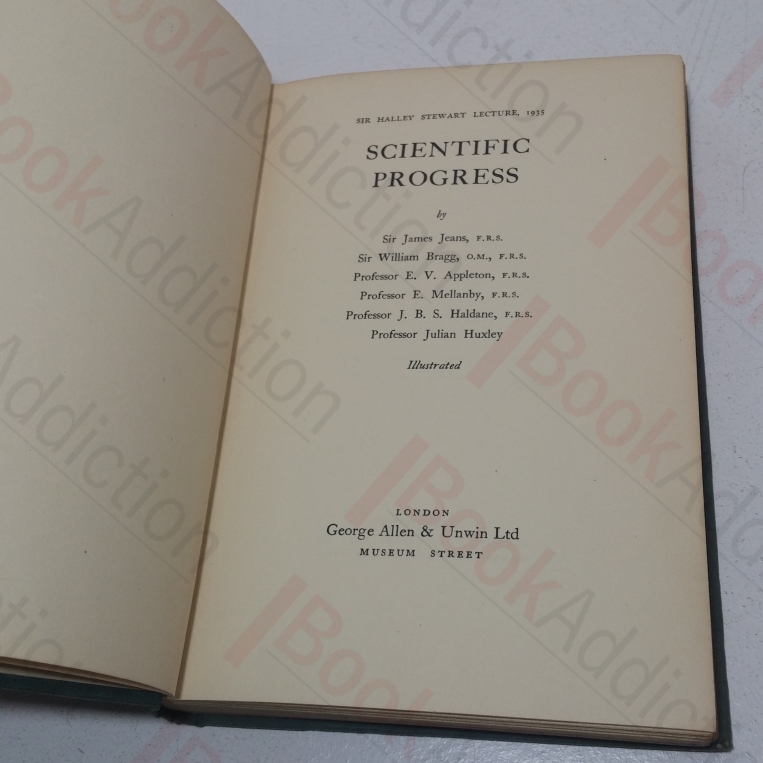 SIR HALLEY STEWART LECTURE, 1935
SCIENTIFIC
PROGRESS
by
Sir James Jeans, F.R.S.
Sir William Bragg, O.M., F.R.S.
Professor E. V. Appleton, F.R.S.
Professor E. Mellanby, F.R.S.
Professor J. B. S. Haldane, F.R.S.
Professor Julian Huxley
Illustrated
LONDON
George Allen & Unwin Ltd
MUSEUM STREET
BookAddiction